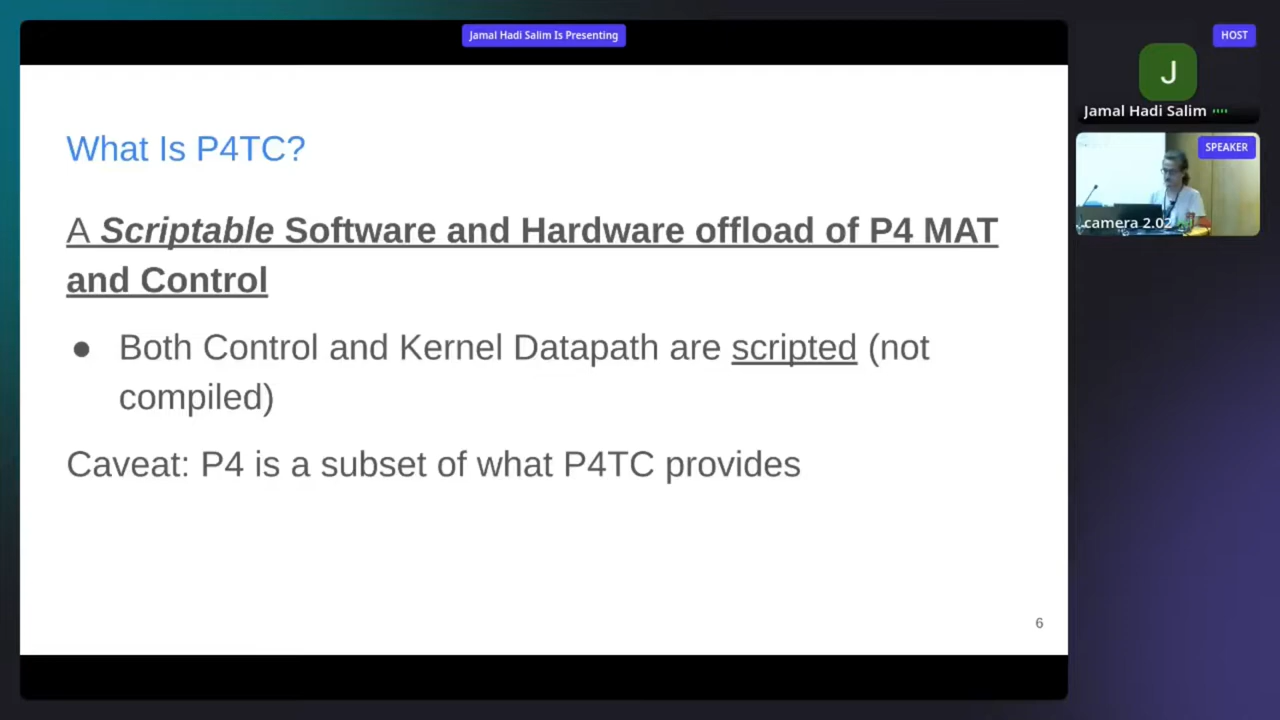 Jamal Hadi Salim Is Presenting
HOST
J
Jamal Hadi Salim
SPEAKER
camera 2.02
What Is P4TC?
A Scriptable Software and Hardware offload of P4 MAT
and Control
● Both Control and Kernel Datapath are scripted (not
compiled)
Caveat: P4 is a subset of what P4TC provides
6